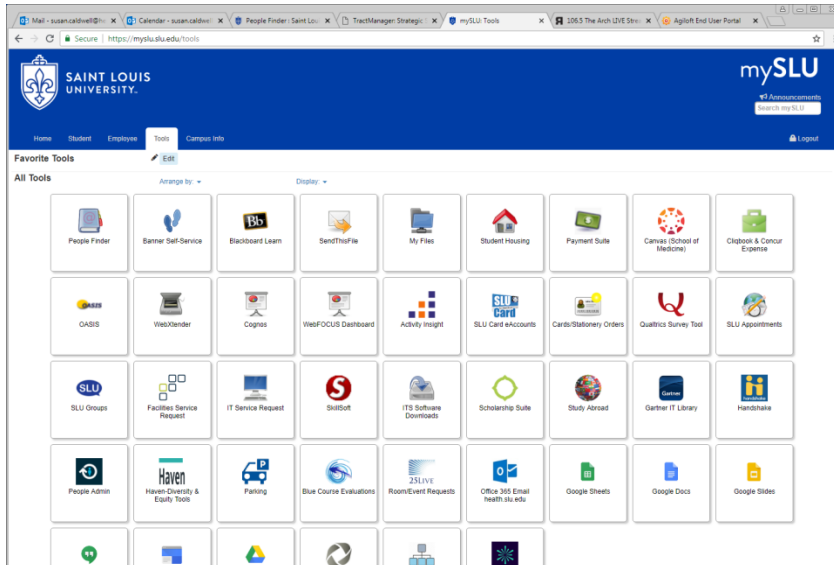 Mail - susan.caldwell@he
Calendar - susan.caldwell
People Finder : Saint Lou
TractManager Strategic
mySLU: Tools
106.5 The Arch LIVE Stre
Agiloft End User Portal
Secure https://myslu.slu.edu/tools
SAINT LOUIS
UNIVERSITY.
mySLU
Announcements
Search mySLU
Home Student Employee Tools Campus Info Logout
Favorite Tools Edit
All Tools Arrange by: Display:
People Finder
Banner Self-Service
Bb
Blackboard Learn
SendThisFile
My Files
Student Housing
Payment Suite
Canvas (School of
Medicine)
Cliqbook & Concur
Expense
OASIS
OASIS
WebXtender
Cognos
WebFOCUS Dashboard
Activity Insight
SLU
Card
SLU Card eAccounts
Cards/Stationery Orders
Qualtrics Survey Tool
SLU Appointments
SLU
SLU Groups
Facilities Service
Request
IT Service Request
S
SkillSoft
ITS Software
Downloads
Scholarship Suite
Study Abroad
Gartner
Gartner IT Library
handshake
Handshake
People Admin
Haven
Haven-Diversity &
Equity Tools
P
Parking
Blue Course Evaluations
25LIVE
Room/Event Requests
Office 365 Email
health.slu.edu
Google Sheets
Google Docs
Google Slides